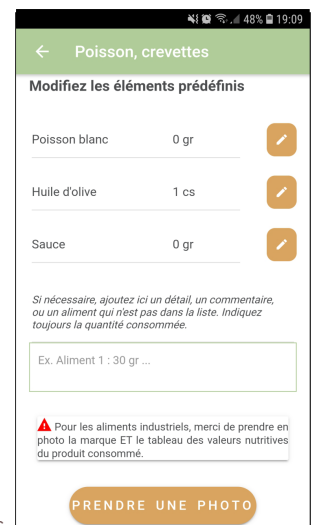 48% 19:09
Poisson, crevettes
Modifiez les éléments prédéfinis
Poisson blanc 0 gr
Huile d'olive 1 cs
Sauce 0 gr
Si nécessaire, ajoutez ici un détail, un commentaire,
ou un aliment qui n'est pas dans la liste. Indiquez
toujours la quantité consommée.
Ex. Aliment 1 : 30 gr ...
Pour les aliments industriels, merci de prendre en
photo la marque ET le tableau des valeurs nutritives
du produit consommé.
PRENDRE UNE PHOTO